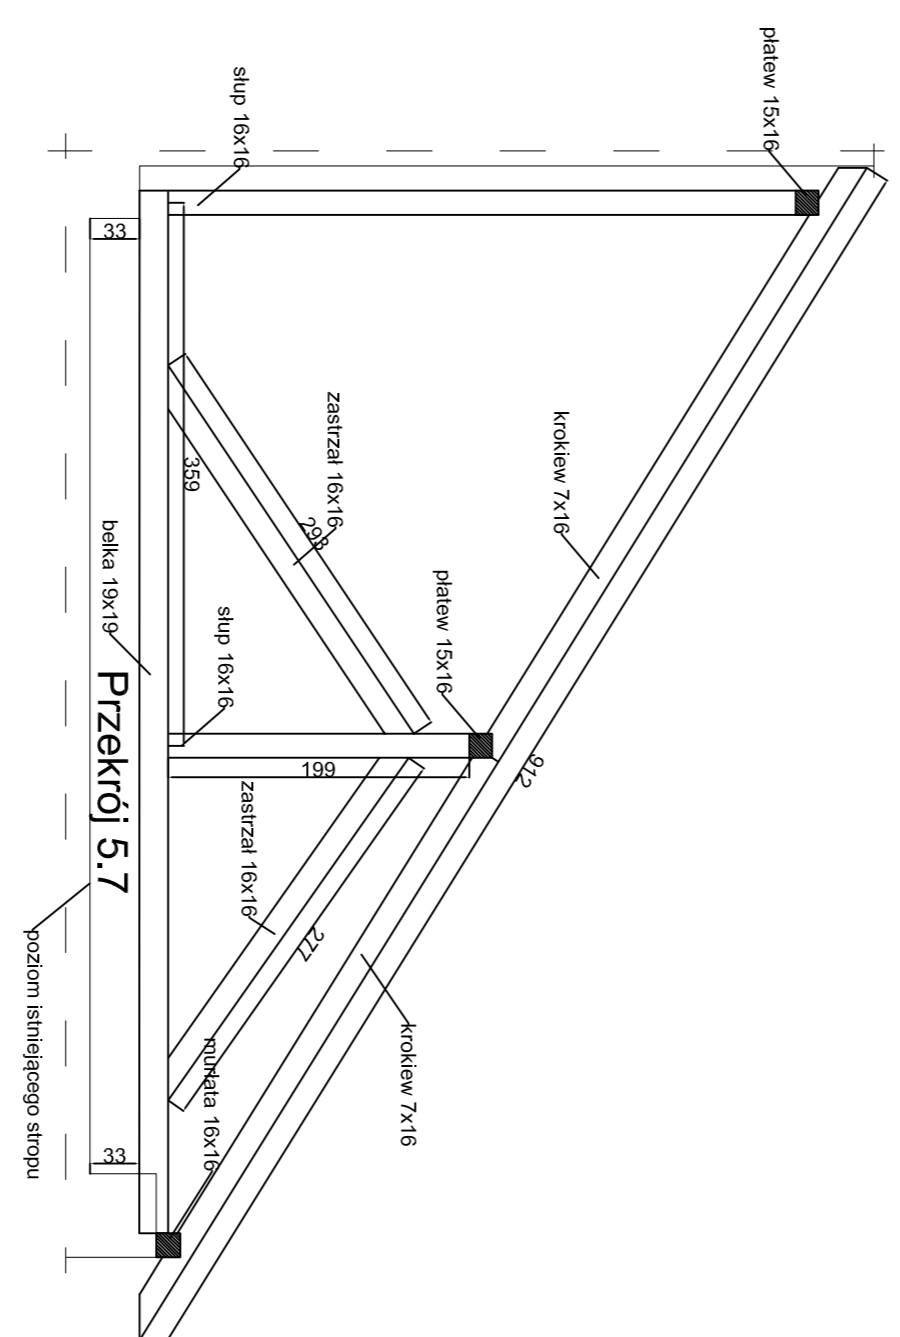 płatew 15x16
słup 16x16
33
krokiew 7x16
zastrzał 16x16
359
293
belka 19x19
płatew 15x16
słup 16x16
Przekrój 5.7
199
912
zastrzał 16x16
277
poziom istniejącego stropu
krokiew 7x16
murłata 16x16
33